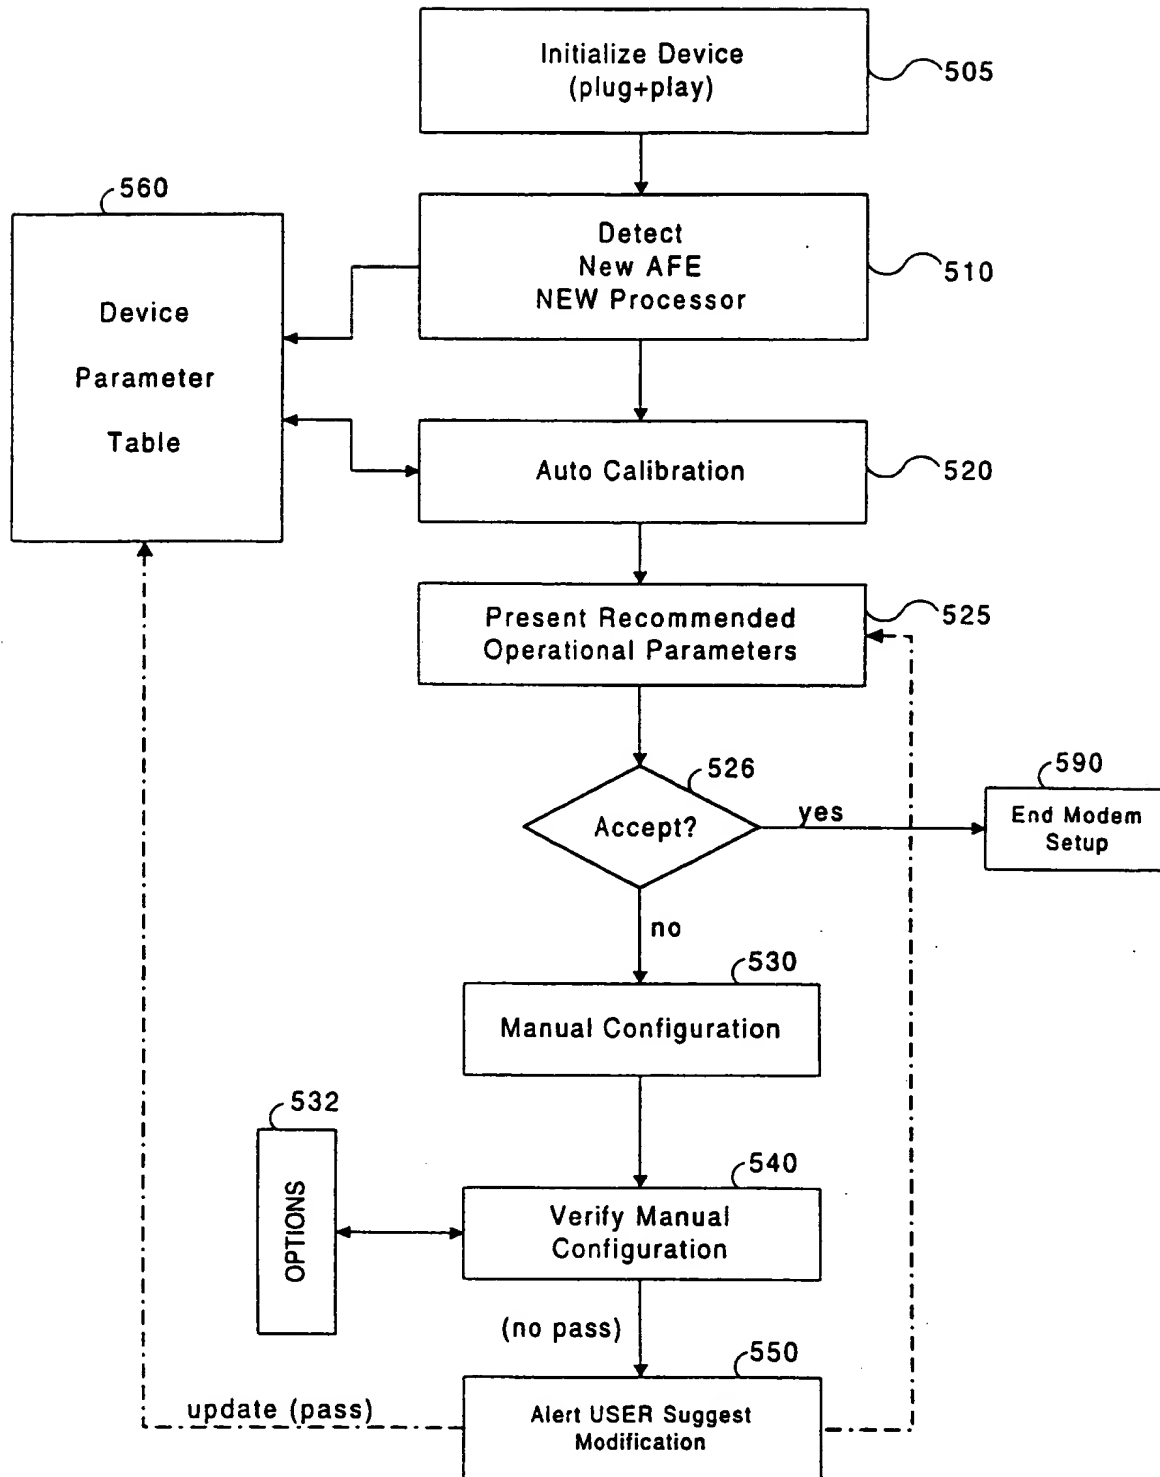 Initialize Device
(plug+play)
505
560
Detect
New AFE
NEW Processor
510
Device
Parameter
Table
Auto Calibration
520
Present Recommended
Operational Parameters
525
526
Accept?
yes
590
End Modem
Setup
no
530
Manual Configuration
532
OPTIONS
540
Verify Manual
Configuration
(no pass)
550
update (pass)
Alert USER Suggest
Modification